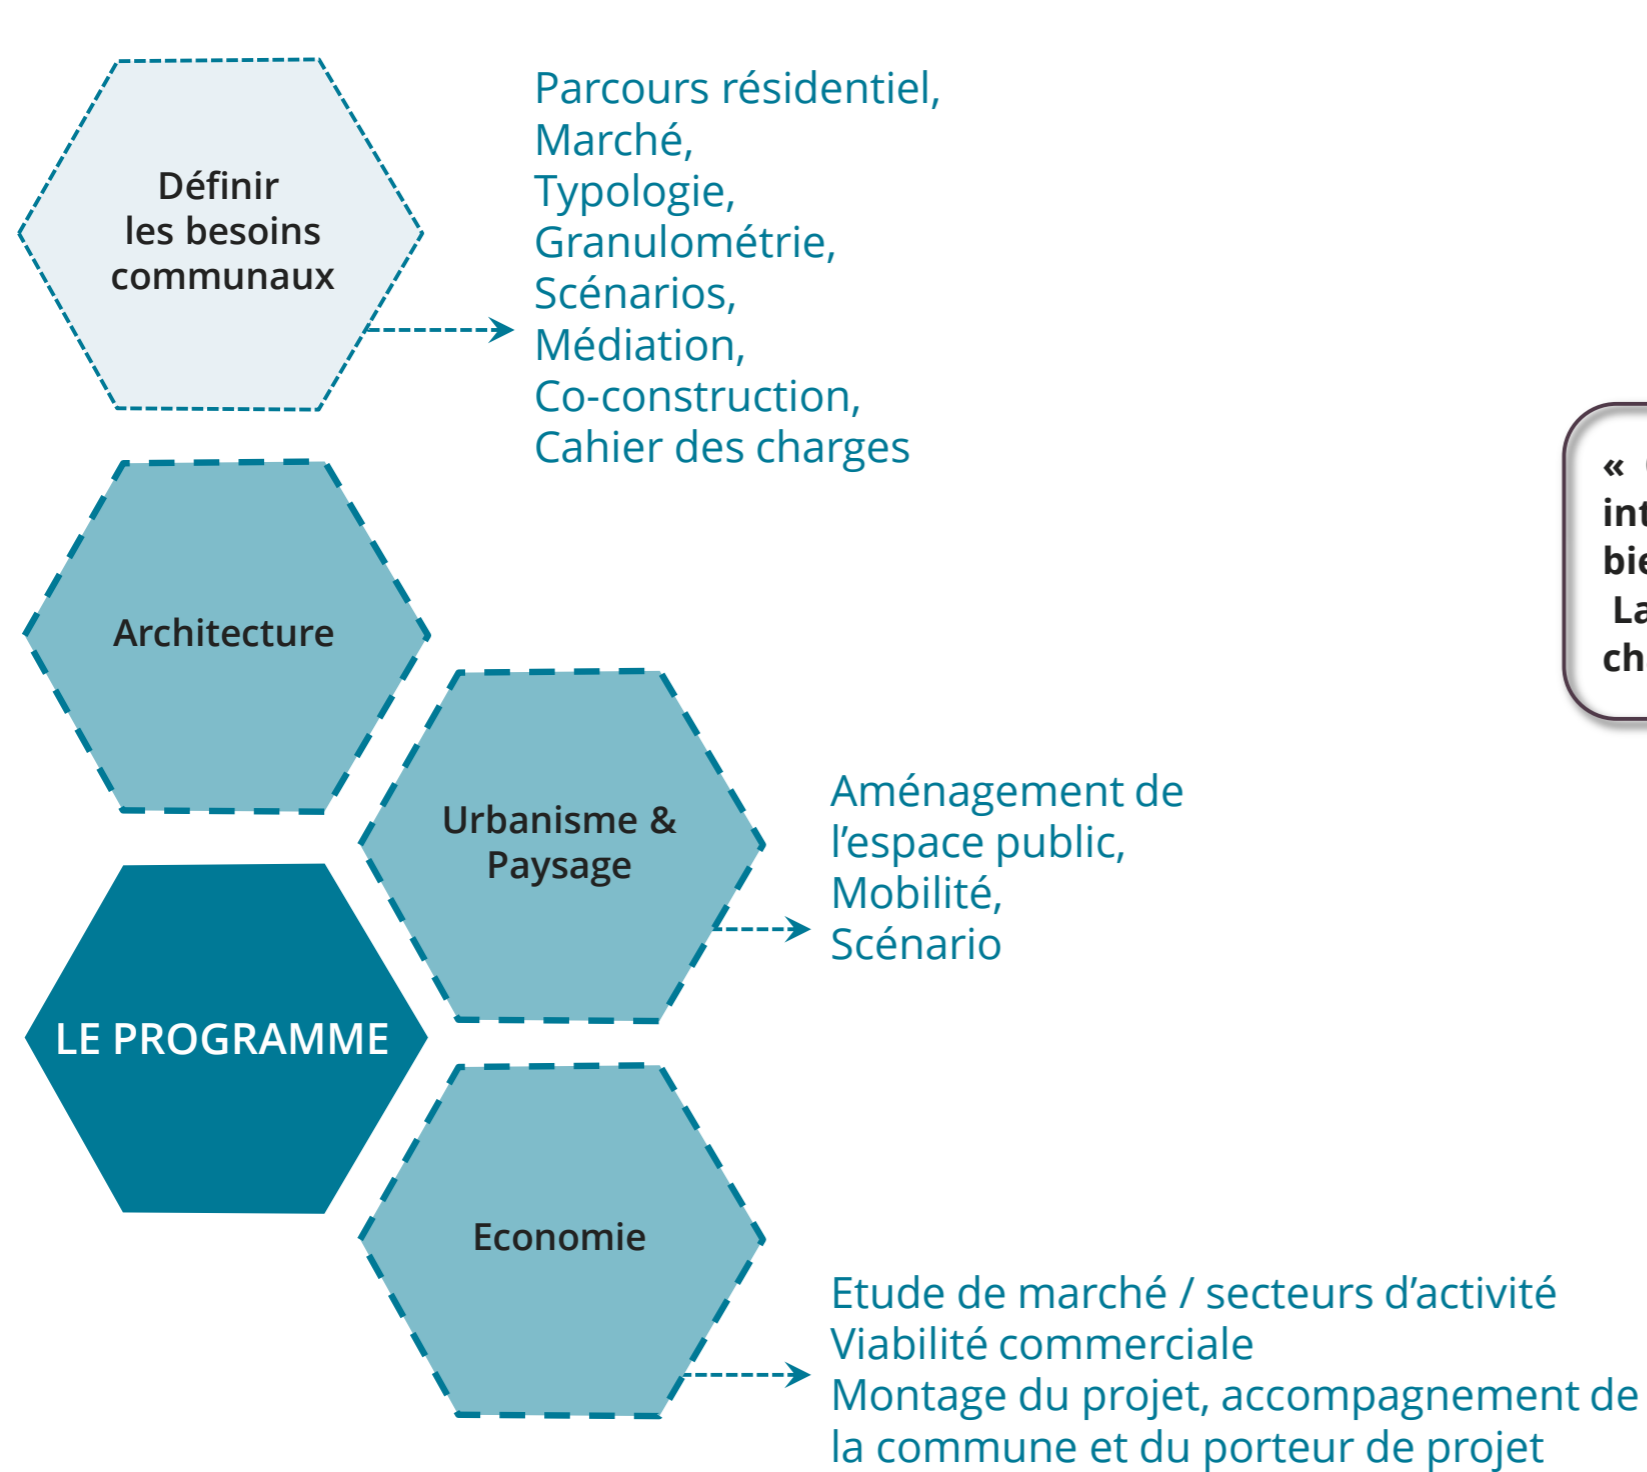 Définir
les besoins
communaux
Parcours résidentiel,
Marché,
Typologie,
Granulométrie,
Scénarios,
Médiation,
Co-construction,
Cahier des charges
«
Architecture
Urbanisme &
Paysage
Aménagement de
l’espace public,
Mobilité,
Scénario
LE PROGRAMME
Economie
Etude de marché / secteurs d’activité
Viabilité commerciale
Montage du projet, accompagnement de
la commune et du porteur de projet